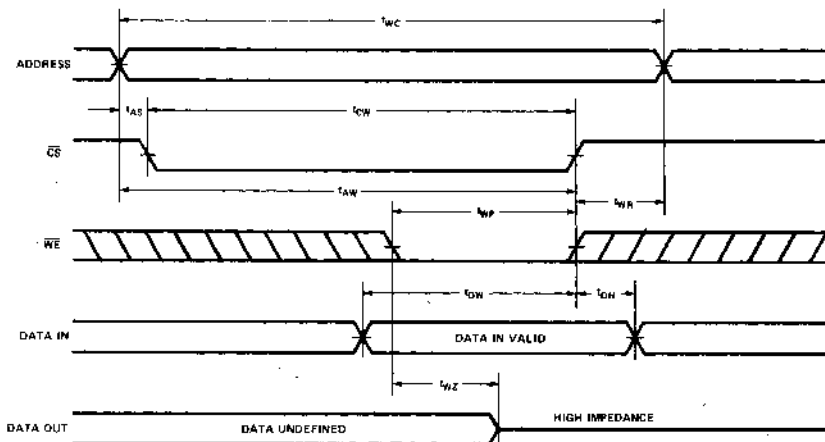 tWC
ADDRESS
tAS
tCW
CS
tAW
tWP
tWR
WE
tDW
tDH
DATA IN
DATA IN VALID
tWZ
DATA OUT
DATA UNDEFINED
HIGH IMPEDANCE